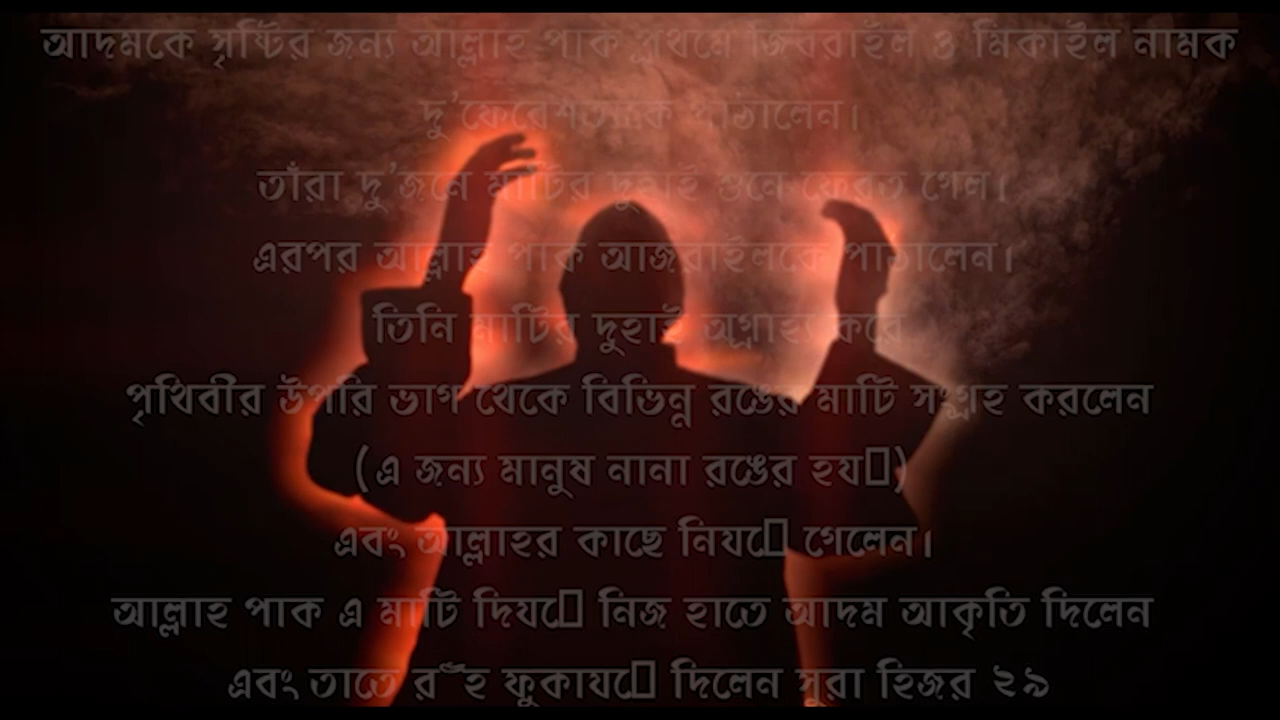 আদমকে সৃষ্টির জন্য আল্লাহ পাক প্রথমে জিবরাইল ও মিকাইল নামক
দু'ফেরেশতাকে পাঠালেন।
তাঁরা দু'জনে মাটির দুহাই শুনে ফেরত গেল।
এরপর আল্লাহ পাক আজরাইলকে পাঠালেন।
তিনি মাটির দুহাই অগ্রাহ্য করে
পৃথিবীর উপরি ভাগ থেকে বিভিন্ন রঙের মাটি সংগ্রহ করলেন
(এ জন্য মানুষ নানা রঙের হয)
এবং আল্লাহর কাছে নিযে গেলেন।
আল্লাহ পাক এ মাটি দিযে নিজ হাতে আদম আকৃতি দিলেন
এবং তাতে ফুকাযে দিলেন সুরা হিজর ২৯